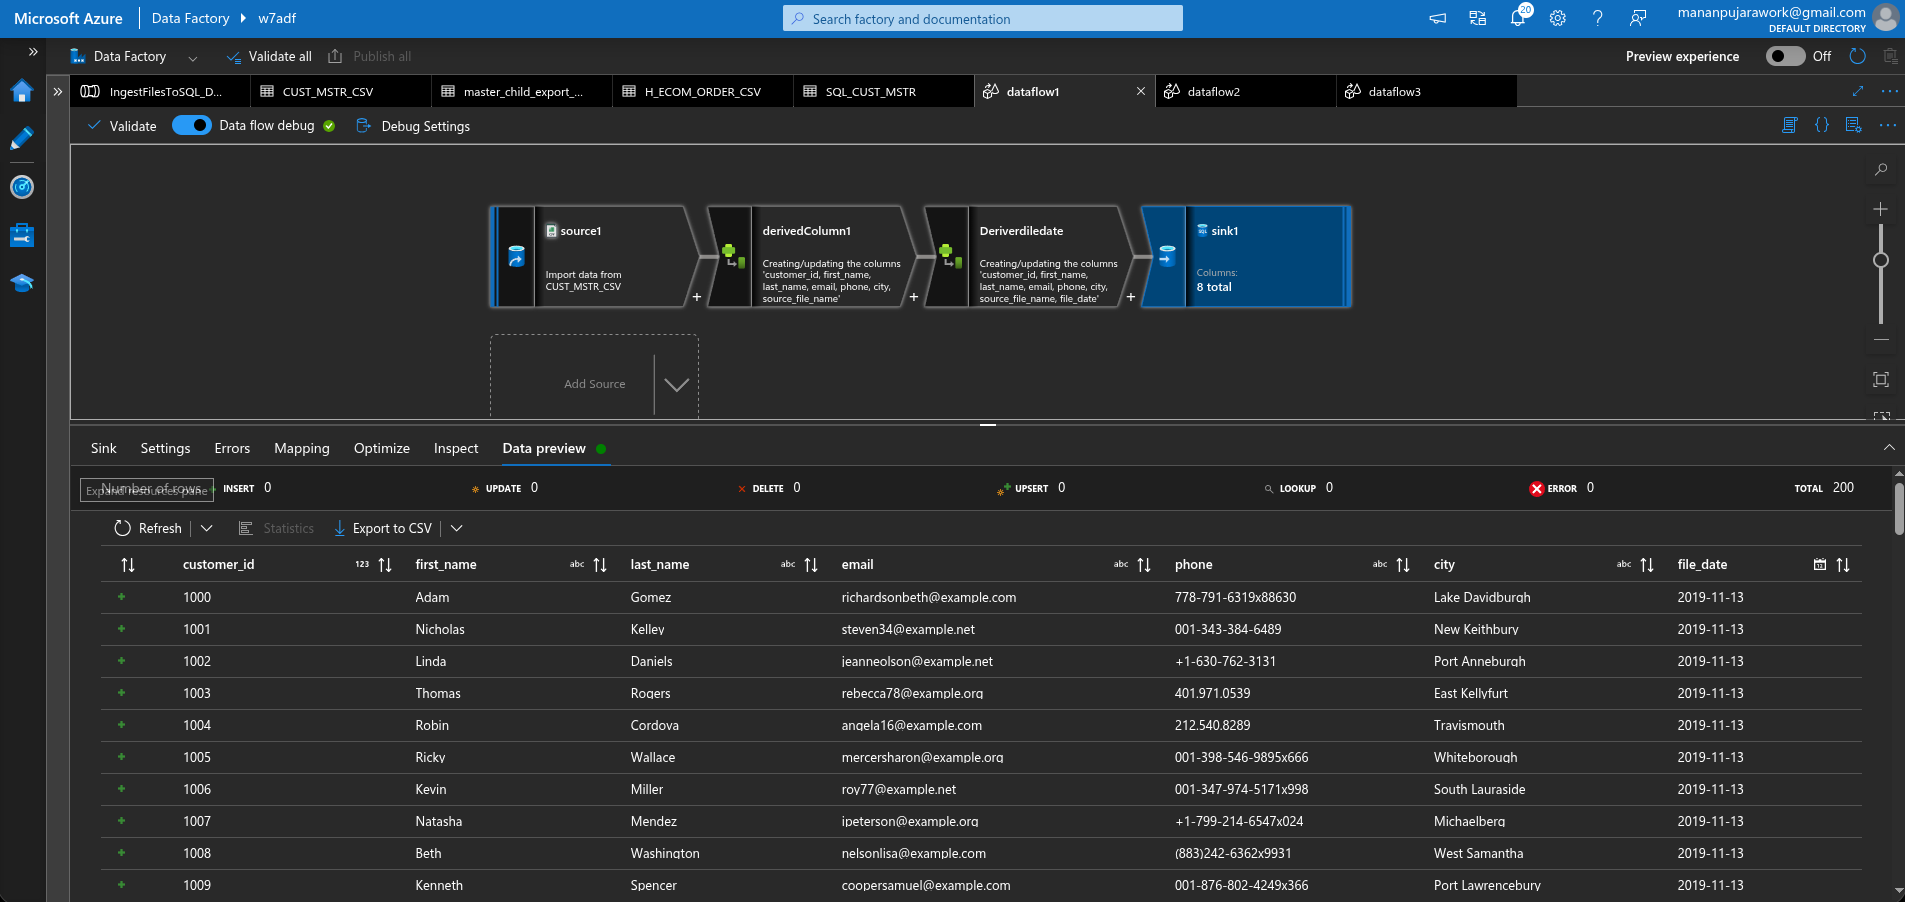 Microsoft Azure Data Factory w7adf Search factory and documentation 20 mananpujarawork@gmail.com
DEFAULT DIRECTORY
Data Factory Validate all Publish all Preview experience Off
IngestFilesToSQL_D... CUST_MSTR_CSV master_child_export_... H_ECOM_ORDER_CSV SQL_CUST_MSTR dataflow1 dataflow2 dataflow3
Validate Data flow debug Debug Settings
source1
Import data from
CUST_MSTR_CSV
derivedColumn1
Creating/updating the columns
'customer_id, first_name,
last_name, email, phone, city,
source_file_name'
Deriverdiledate
Creating/updating the columns
'customer_id, first_name,
last_name, email, phone, city,
source_file_name, file_date'
sink1
Columns:
8 total
+ + +
Add Source
Sink Settings Errors Mapping Optimize Inspect Data preview
Number of rows INSERT 0 UPDATE 0 DELETE 0 UPSERT 0 LOOKUP 0 ERROR 0 TOTAL 200
Expand resources pane
Refresh Statistics Export to CSV
customer_id 123 first_name abc last_name abc email abc phone abc city abc file_date
1000 Adam Gomez richardsonbeth@example.com 778-791-6319x88630 Lake Davidburgh 2019-11-13
1001 Nicholas Kelley steven34@example.net 001-343-384-6489 New Keithbury 2019-11-13
1002 Linda Daniels jeanneolson@example.net +1-630-762-3131 Port Anneburgh 2019-11-13
1003 Thomas Rogers rebecca78@example.org 401.971.0539 East Kellyfurt 2019-11-13
1004 Robin Cordova angela16@example.com 212.540.8289 Travismouth 2019-11-13
1005 Ricky Wallace mercersharon@example.org 001-398-546-9895x666 Whiteborough 2019-11-13
1006 Kevin Miller roy77@example.net 001-347-974-5171x998 South Lauraside 2019-11-13
1007 Natasha Mendez ipeterson@example.org +1-799-214-6547x024 Michaelberg 2019-11-13
1008 Beth Washington nelsonlisa@example.com (883)242-6362x9931 West Samantha 2019-11-13
1009 Kenneth Spencer coopersamuel@example.com 001-876-802-4249x366 Port Lawrencebury 2019-11-13